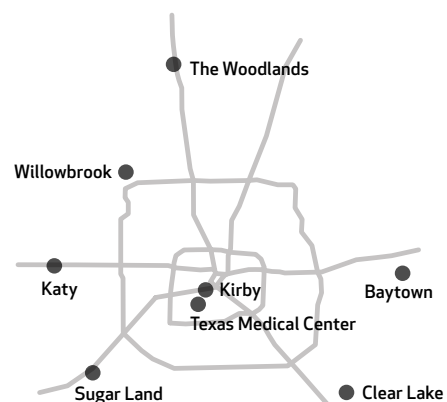 The Woodlands
Willowbrook
Katy
Kirby
Baytown
Texas Medical Center
Sugar Land
Clear Lake